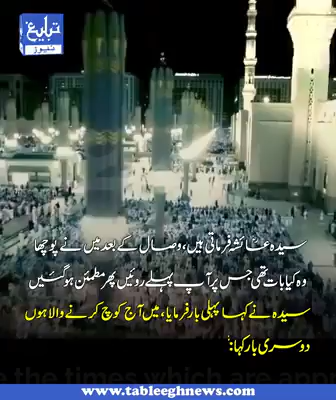 تبلیغ
نیوز
سیدہ عائشہ فرماتی ہیں، وصال کے بعد میں نے پوچھا
وہ کیا بات تھی جس پر آپ پہلے روئیں پھر مطمئن ہوگئیں
سیدہ نے کہا پہلی بار فرمایا، میں آج کوچ کرنے والا ہوں
دوسری بار کہا:
the times which are app
www.tableeghnews.com